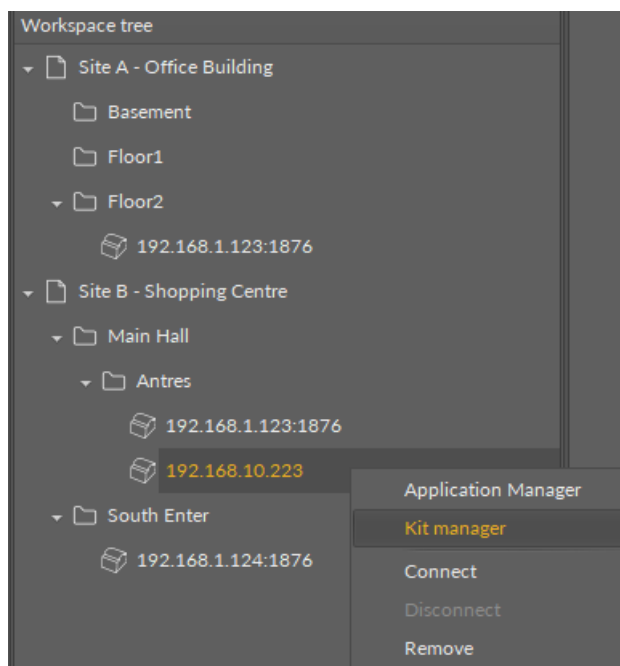 Workspace tree
Site A - Office Building
Basement
Floor1
Floor2
192.168.1.123:1876
Site B - Shopping Centre
Main Hall
Antres
192.168.1.123:1876
192.168.10.223
Application Manager
Kit manager
South Enter
192.168.1.124:1876
Connect
Disconnect
Remove